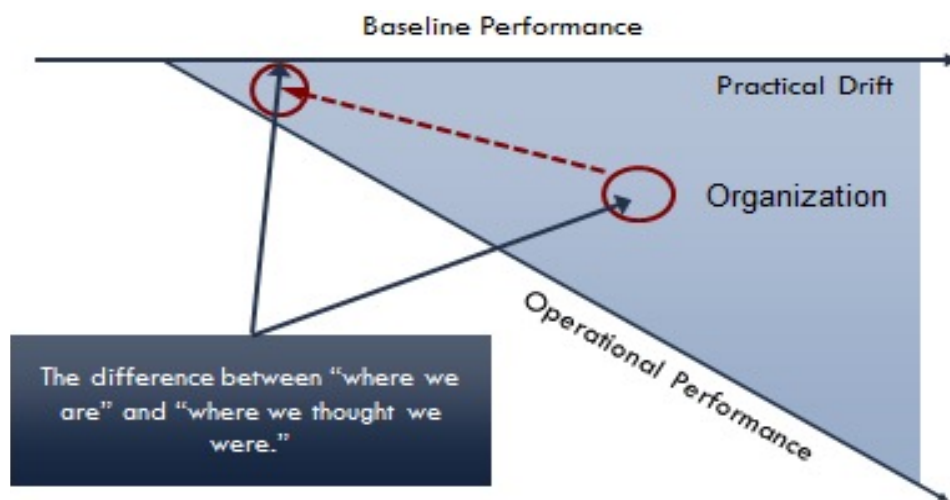 Baseline Performance
Practical Drift
Organization
Operational Performance
The difference between “where we
are” and “where we thought we
were.”